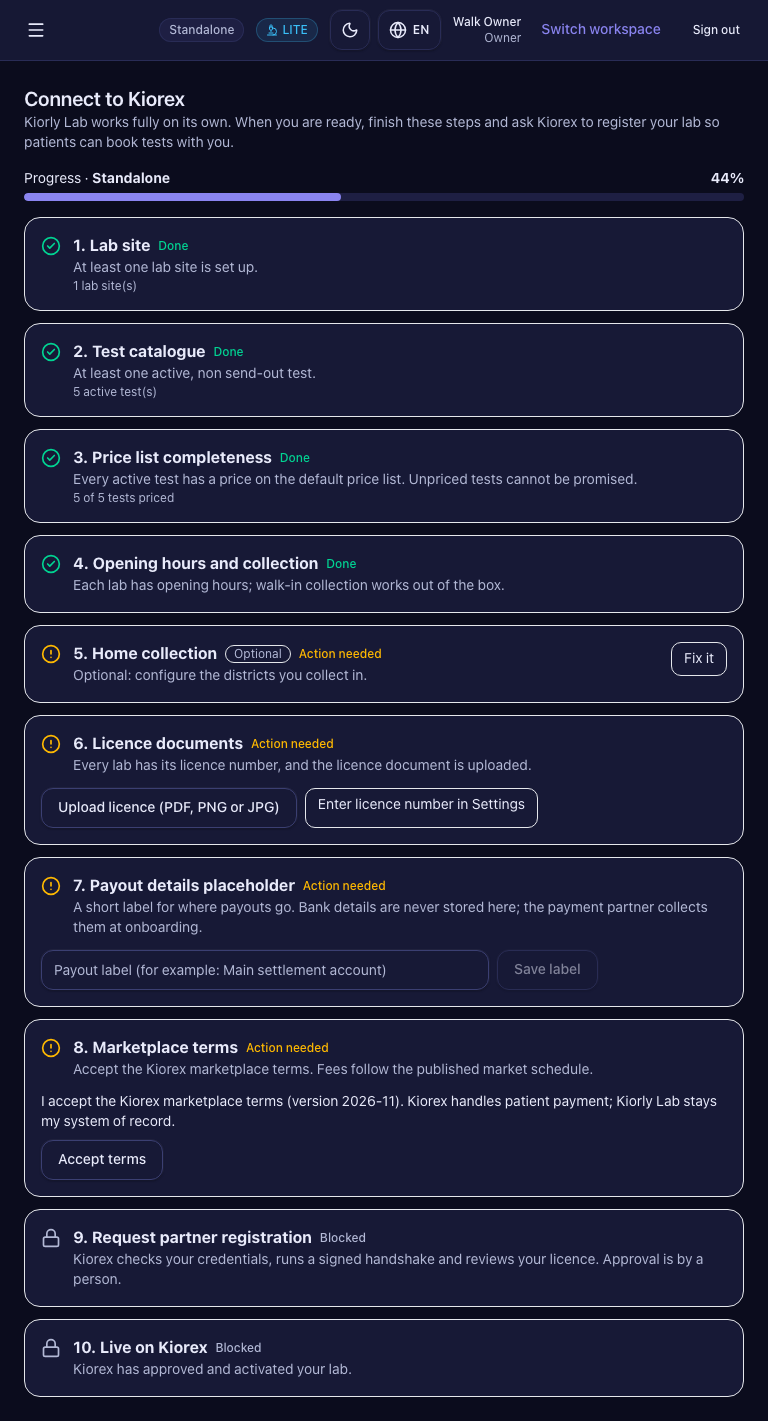 Standalone
LITE
EN
Walk Owner
Owner
Switch workspace
Sign out
Connect to Kiorex
Kiorly Lab works fully on its own. When you are ready, finish these steps and ask Kiorex to register your lab so
patients can book tests with you.
Progress · Standalone
44%
1. Lab site Done
At least one lab site is set up.
1 lab site(s)
2. Test catalogue Done
At least one active, non send-out test.
5 active test(s)
3. Price list completeness Done
Every active test has a price on the default price list. Unpriced tests cannot be promised.
5 of 5 tests priced
4. Opening hours and collection Done
Each lab has opening hours; walk-in collection works out of the box.
5. Home collection Optional Action needed
Optional: configure the districts you collect in.
Fix it
6. Licence documents Action needed
Every lab has its licence number, and the licence document is uploaded.
Upload licence (PDF, PNG or JPG)
Enter licence number in Settings
7. Payout details placeholder Action needed
A short label for where payouts go. Bank details are never stored here; the payment partner collects
them at onboarding.
Payout label (for example: Main settlement account)
Save label
8. Marketplace terms Action needed
Accept the Kiorex marketplace terms. Fees follow the published market schedule.
I accept the Kiorex marketplace terms (version 2026-11). Kiorex handles patient payment; Kiorly Lab stays
my system of record.
Accept terms
9. Request partner registration Blocked
Kiorex checks your credentials, runs a signed handshake and reviews your licence. Approval is by a
person.
10. Live on Kiorex Blocked
Kiorex has approved and activated your lab.